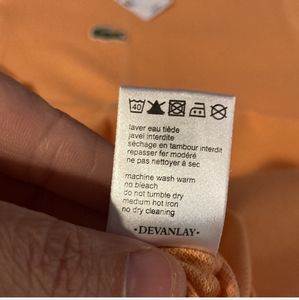 40
laver eau tiède
javel interdite
séchage en tambour interdit
repasser fer modéré
ne pas nettoyer à sec
machine wash warm
no bleach
do not tumble dry
medium hot iron
no dry cleaning
·DEVANLAY·